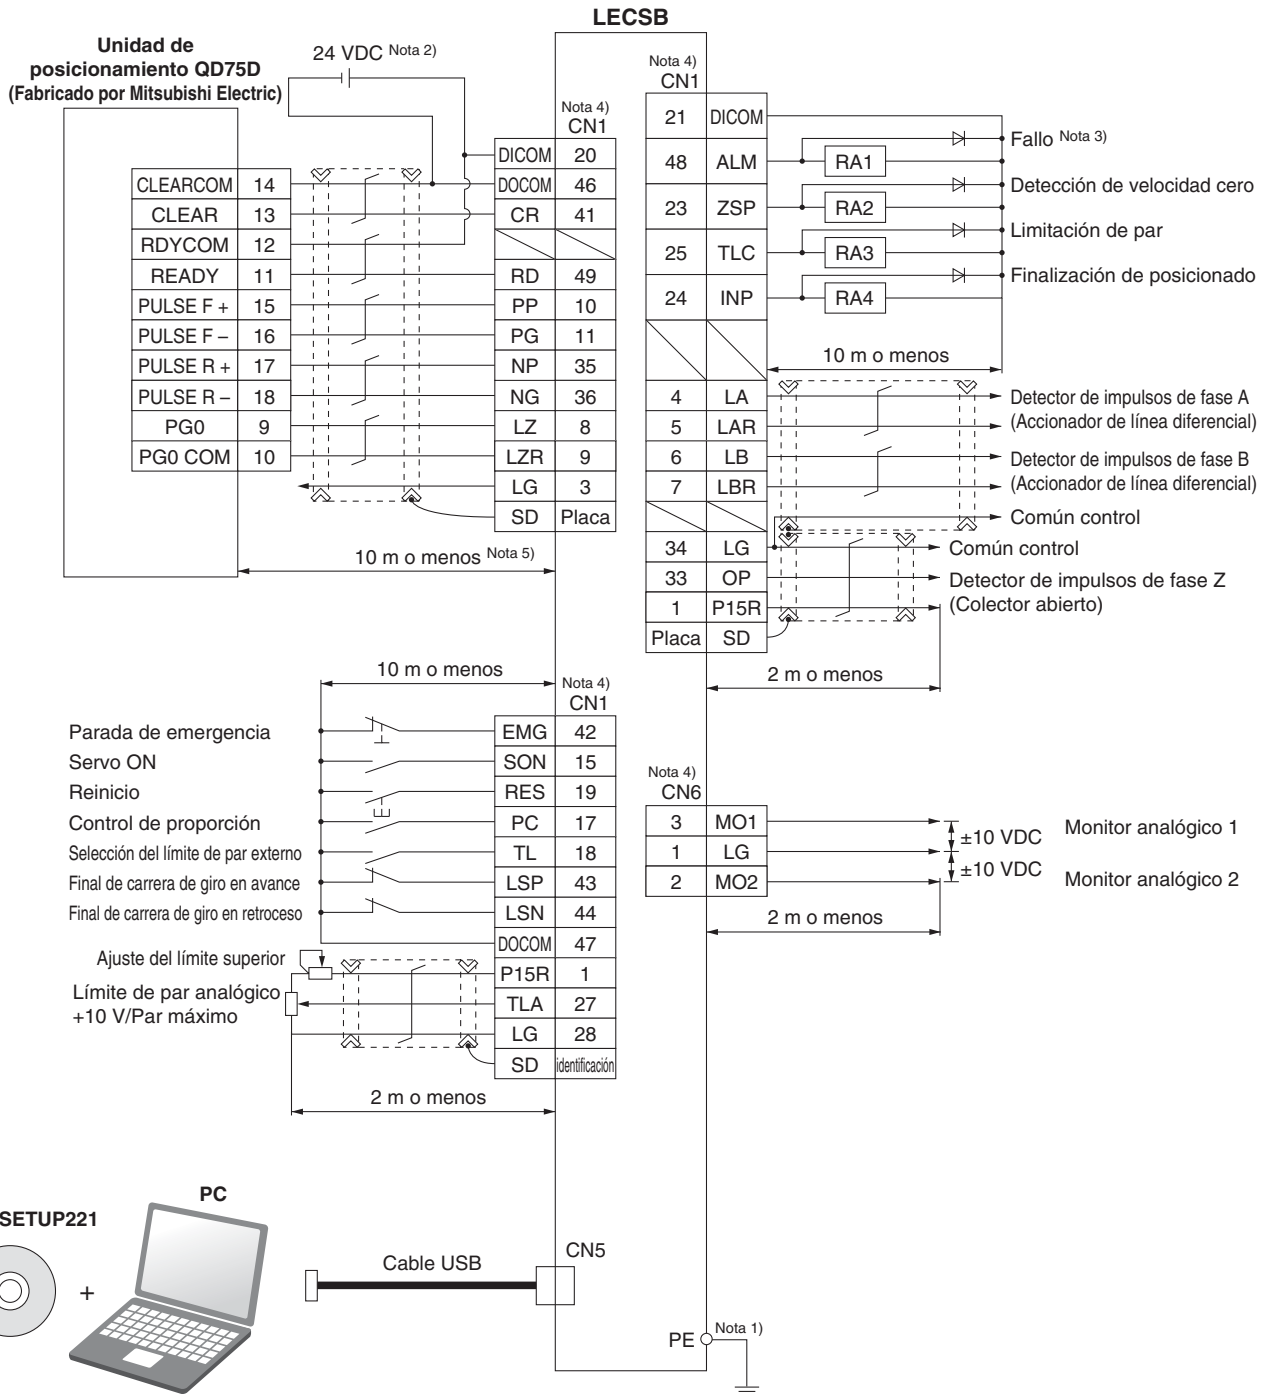 LECSB
Unidad de
posicionamiento QD75D
(Fabricado por Mitsubishi Electric)
24 VDC Nota 2)
Nota 4)
CN1
DICOM 20
CLEARCOM 14 DOCOM 46
CLEAR 13 CR 41
RDYCOM 12
READY 11 RD 49
PULSE F + 15 PP 10
PULSE F – 16 PG 11
PULSE R + 17 NP 35
PULSE R – 18 NG 36
PG0 9 LZ 8
PG0 COM 10 LZR 9
LG 3
SD Placa
10 m o menos Nota 5)
Nota 4)
CN1
21 DICOM
48 ALM RA1 Fallo Nota 3)
23 ZSP RA2 Detección de velocidad cero
25 TLC RA3 Limitación de par
24 INP RA4 Finalización de posicionado
10 m o menos
4 LA Detector de impulsos de fase A
5 LAR (Accionador de línea diferencial)
6 LB Detector de impulsos de fase B
7 LBR (Accionador de línea diferencial)
Común control
34 LG Común control
33 OP Detector de impulsos de fase Z
1 P15R (Colector abierto)
Placa SD
2 m o menos
10 m o menos
Nota 4)
CN1
Parada de emergencia EMG 42
Servo ON SON 15
Reinicio RES 19
Control de proporción PC 17
Selección del límite de par externo TL 18
Final de carrera de giro en avance LSP 43
Final de carrera de giro en retroceso LSN 44
DOCOM 47
Ajuste del límite superior P15R 1
Límite de par analógico TLA 27
+10 V/Par máximo
LG 28
SD identificación
2 m o menos
Nota 4)
CN6
3 MO1 ±10 VDC Monitor analógico 1
1 LG
2 MO2 ±10 VDC Monitor analógico 2
2 m o menos
PC
SETUP221
+
Cable USB
CN5
PE Nota 1)